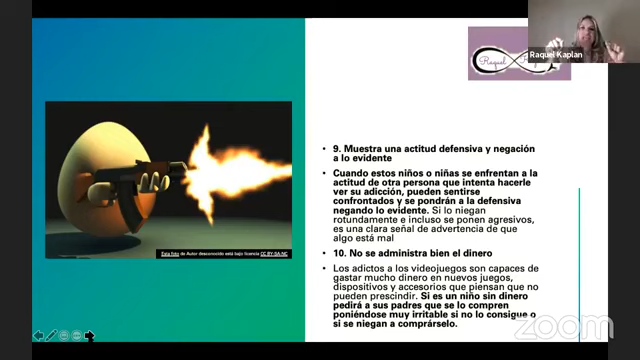 Raquel Kaplan
Raquel
9. Muestra una actitud defensiva y negación
a lo evidente
Cuando estos niños o niñas se enfrentan a la
actitud de otra persona que intenta hacerle
ver su adicción, pueden sentirse
confrontados y se pondrán a la defensiva
negando lo evidente. Si lo niegan
rotundamente e incluso se ponen agresivos,
es una clara señal de advertencia de que
algo está mal
10. No se administra bien el dinero
Los adictos a los videojuegos son capaces de
gastar mucho dinero en nuevos juegos,
dispositivos y accesorios que piensan que no
pueden prescindir. Si es un niño sin dinero
pedirá a sus padres que se lo compren
poniéndose muy irritable si no lo consigue o
si se niegan a comprárselo.
Esta foto de Autor desconocido está bajo licencia CC BY-SA-NC
zoom